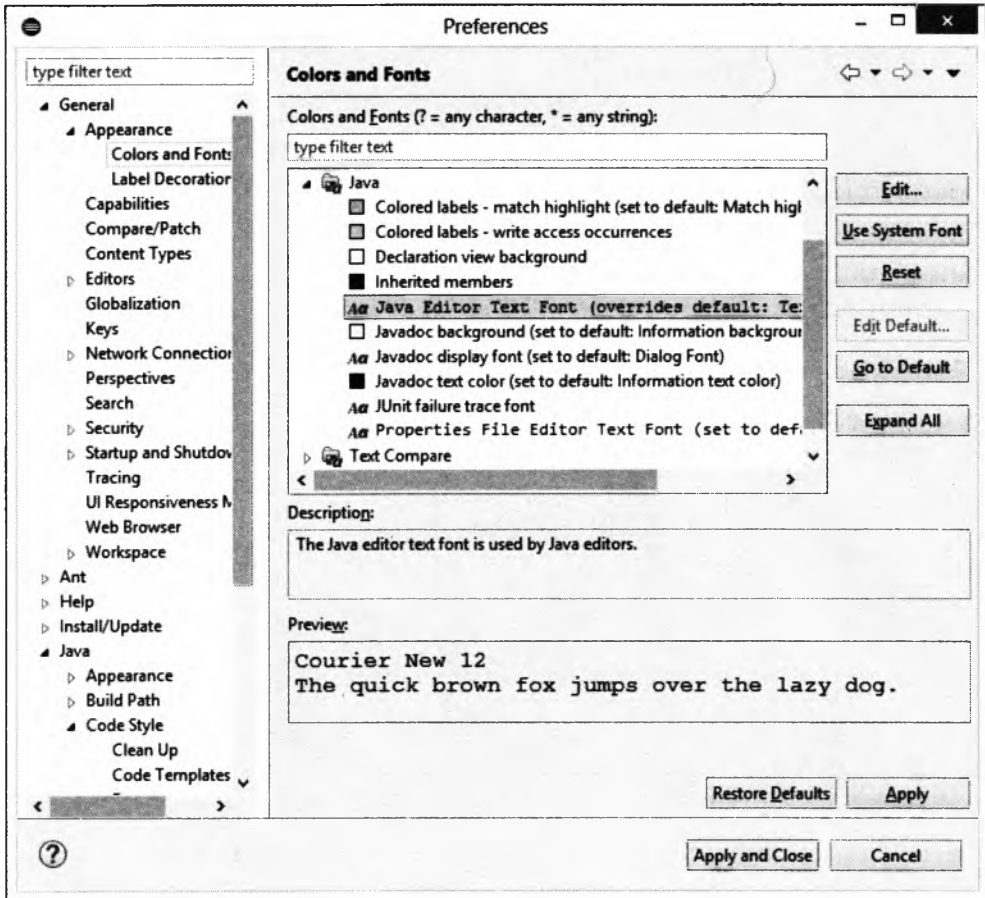 Preferences
type filter text
General
Appearance
Colors and Fonts
Label Decoration
Capabilities
Compare/Patch
Content Types
Editors
Globalization
Keys
Network Connection
Perspectives
Search
Security
Startup and Shutdov
Tracing
UI Responsiveness M
Web Browser
Workspace
Ant
Help
Install/Update
Java
Appearance
Build Path
Code Style
Clean Up
Code Templates
Colors and Fonts
Colors and Fonts (? = any character, * = any string):
type filter text
Java
Colored labels - match highlight (set to default: Match high
Colored labels - write access occurrences
Declaration view background
Inherited members
Aa Java Editor Text Font (overrides default: Te
Javadoc background (set to default: Information backgroun
Aa Javadoc display font (set to default: Dialog Font)
Javadoc text color (set to default: Information text color)
Aa JUnit failure trace font
Aa Properties File Editor Text Font (set to def
Text Compare
Edit...
Use System Font
Reset
Edit Default...
Go to Default
Expand All
Description:
The Java editor text font is used by Java editors.
Preview:
Courier New 12
The quick brown fox jumps over the lazy dog.
Restore Defaults
Apply
Apply and Close
Cancel